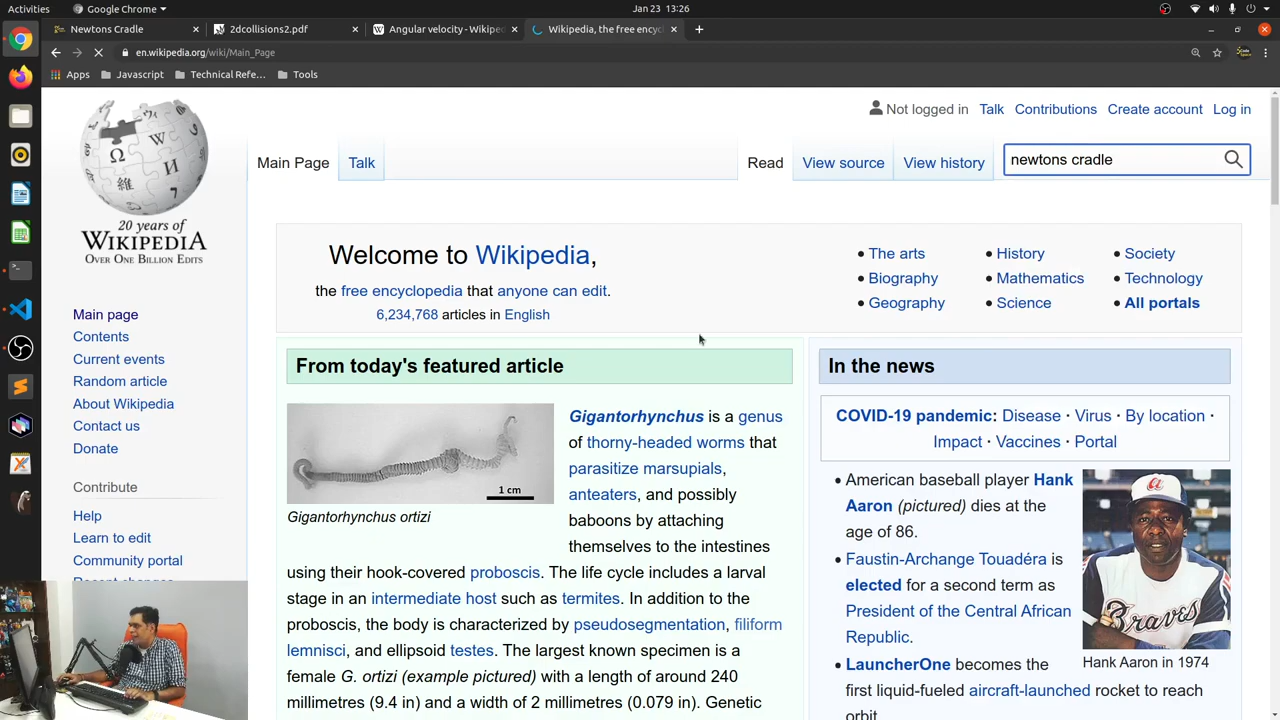 Activities
Google Chrome
Jan 23 13:26
Newtons Cradle
2dcollisions2.pdf
Angular velocity - Wikipe
Wikipedia, the free encyc
en.wikipedia.org/wiki/Main_Page
Apps
Javascript
Technical Refe…
Tools
Not logged in
Talk
Contributions
Create account
Log in
Main Page
Talk
Read
View source
View history
newtons cradle
20 years of
WIKIPEDIA
Over One Billion Edits
Main page
Contents
Current events
Random article
About Wikipedia
Contact us
Donate
Contribute
Help
Learn to edit
Community portal
Recent changes
Welcome to Wikipedia,
the free encyclopedia that anyone can edit.
6,234,768 articles in English
The arts
Biography
Geography
History
Mathematics
Science
Society
Technology
All portals
From today's featured article
1 cm
Gigantorhynchus ortizi
Gigantorhynchus is a genus
of thorny-headed worms that
parasitize marsupials,
anteaters, and possibly
baboons by attaching
themselves to the intestines
using their hook-covered proboscis. The life cycle includes a larval
stage in an intermediate host such as termites. In addition to the
proboscis, the body is characterized by pseudosegmentation, filiform
lemnisci, and ellipsoid testes. The largest known specimen is a
female G. ortizi (example pictured) with a length of around 240
millimetres (9.4 in) and a width of 2 millimetres (0.079 in). Genetic
In the news
COVID-19 pandemic: Disease · Virus · By location ·
Impact · Vaccines · Portal
American baseball player Hank
Aaron (pictured) dies at the
age of 86.
Faustin-Archange Touadéra is
elected for a second term as
President of the Central African
Republic.
LauncherOne becomes the
first liquid-fueled aircraft-launched rocket to reach
orbit.
Braves
Hank Aaron in 1974